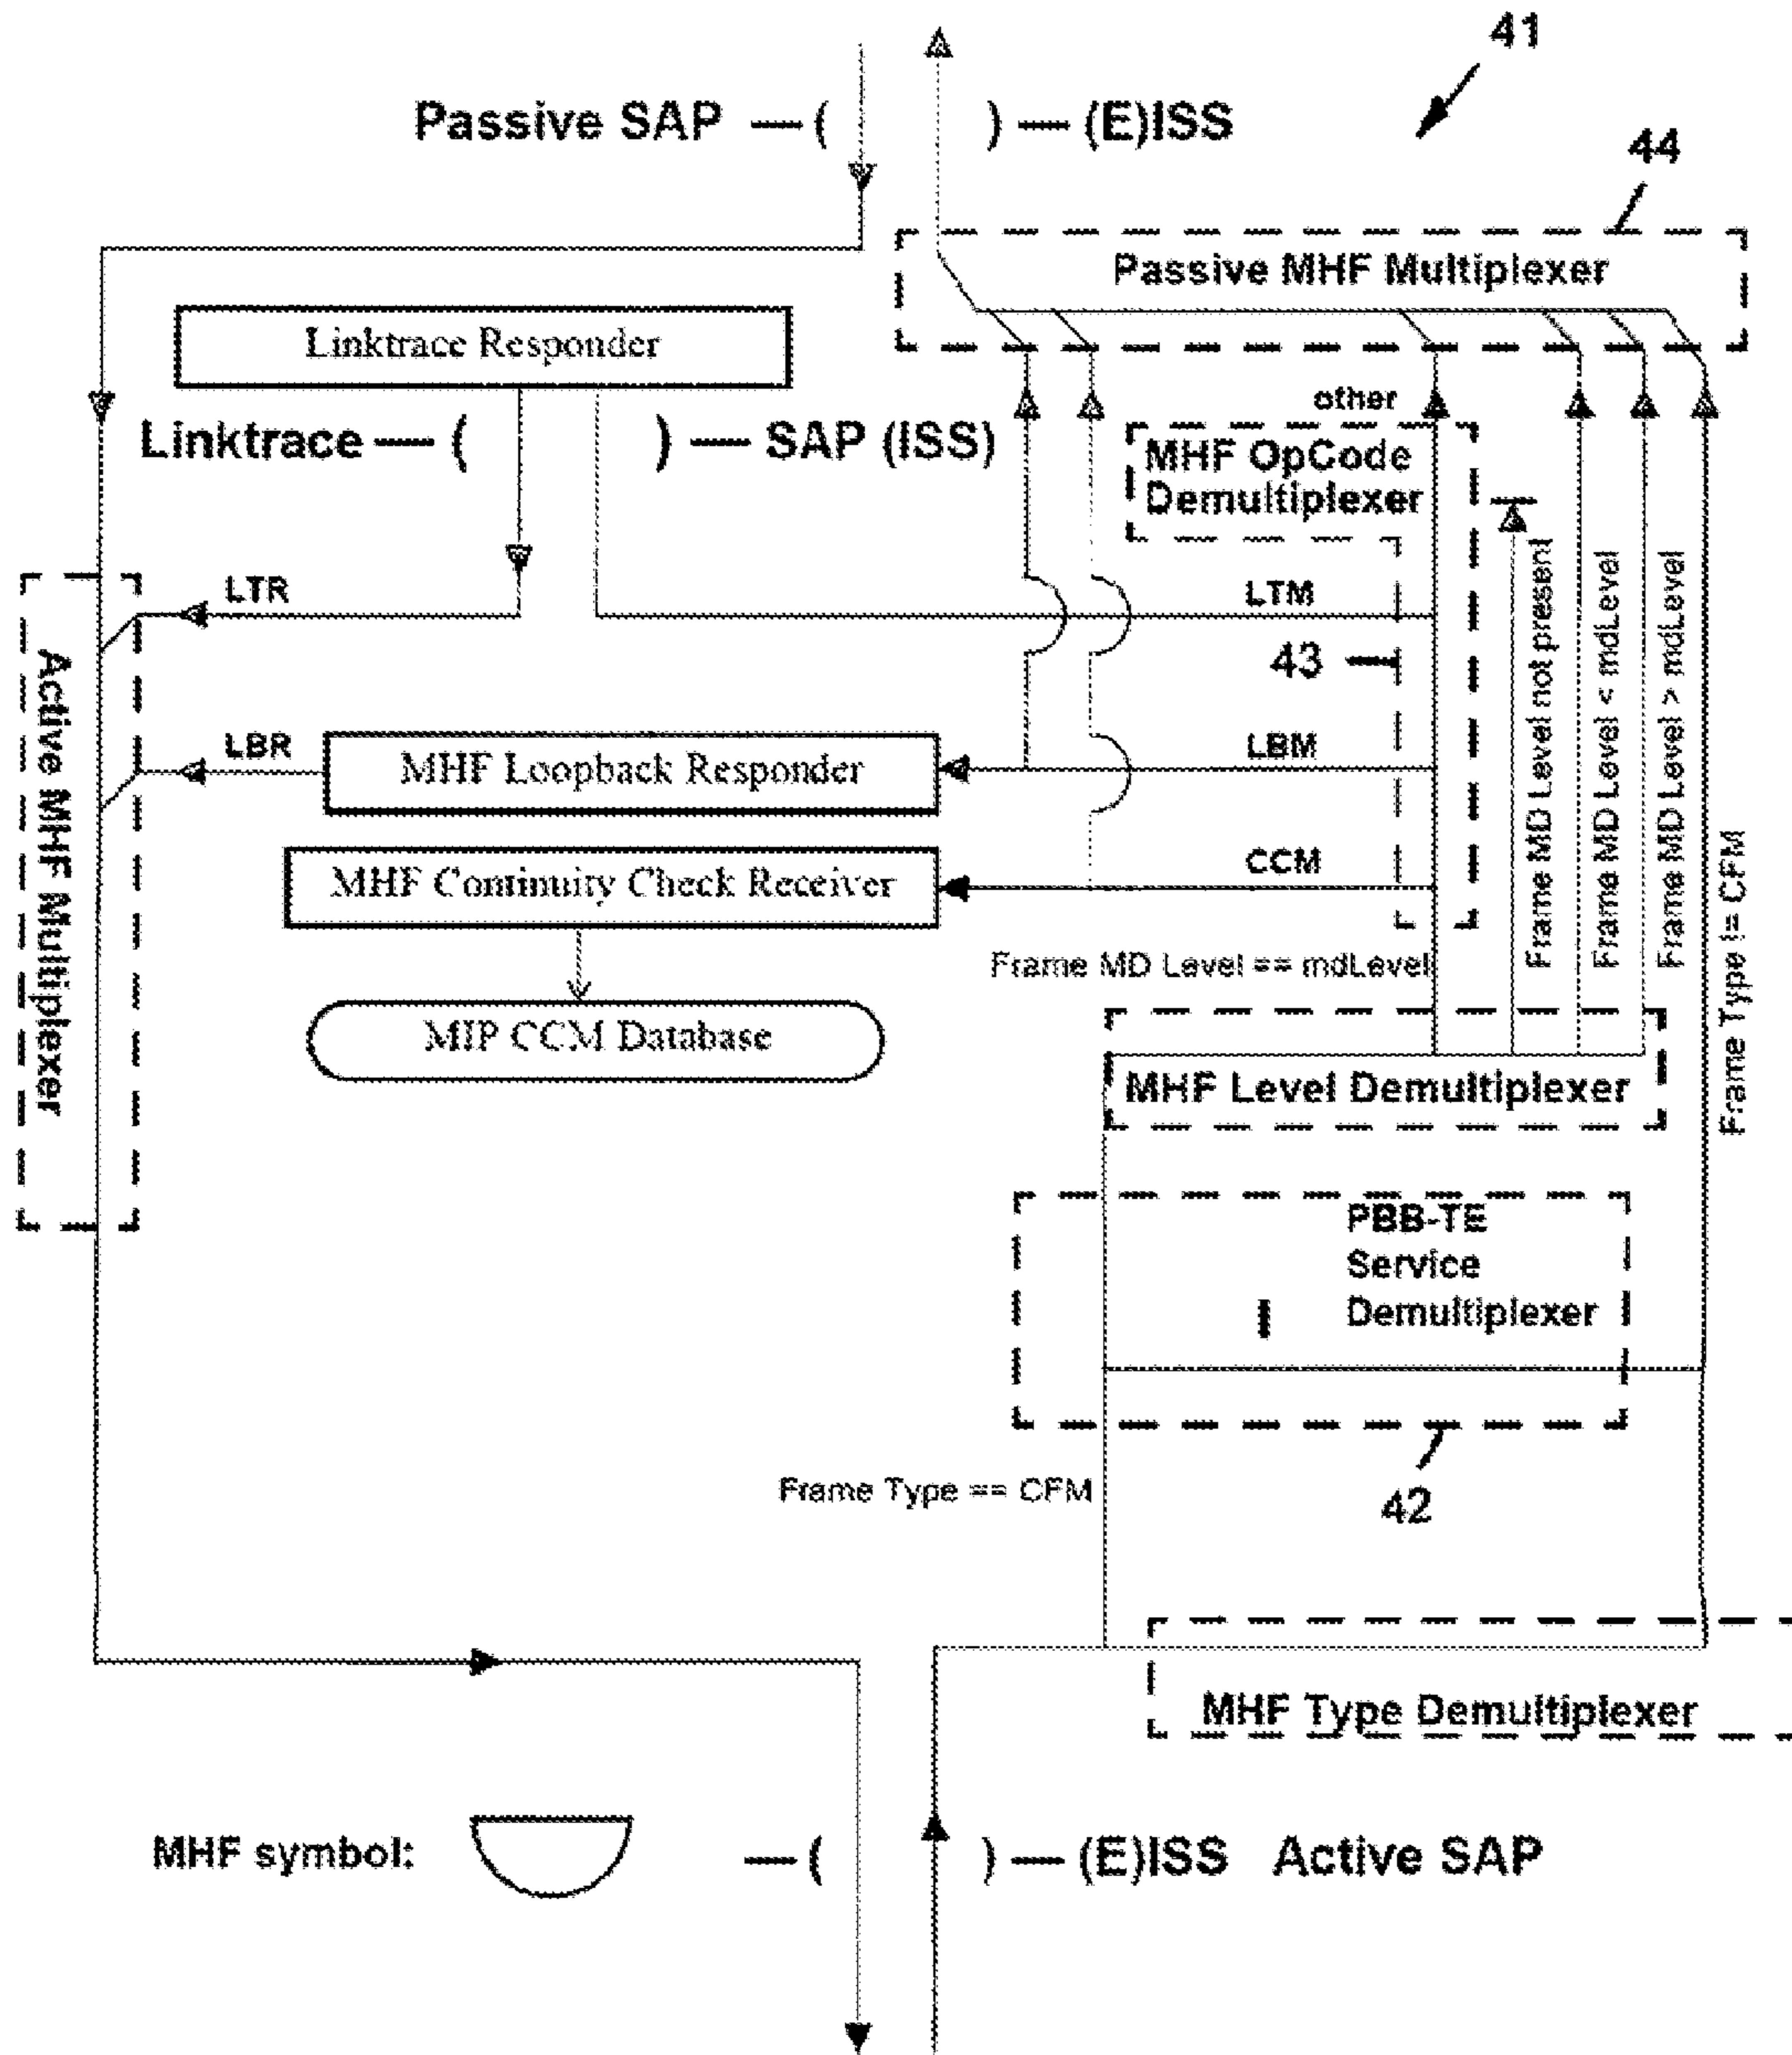 41
Passive SAP —( )— (E)ISS
44
Passive MHF Multiplexer
Linktrace Responder
other
Linktrace —( )— SAP (ISS)
MHF OpCode
Demultiplexer
LTR
LTM
43
Frame MD Level not present
Frame MD Level < mdLevel
Frame MD Level > mdLevel
Frame Type != CFM
Active MHF Multiplexer
LBR
MHF Loopback Responder
LBM
MHF Continuity Check Receiver
CCM
Frame MD Level == mdLevel
MIP CCM Database
MHF Level Demultiplexer
PBB-TE
Service
Demultiplexer
Frame Type == CFM
42
MHF Type Demultiplexer
MHF symbol:
—( )— (E)ISS Active SAP